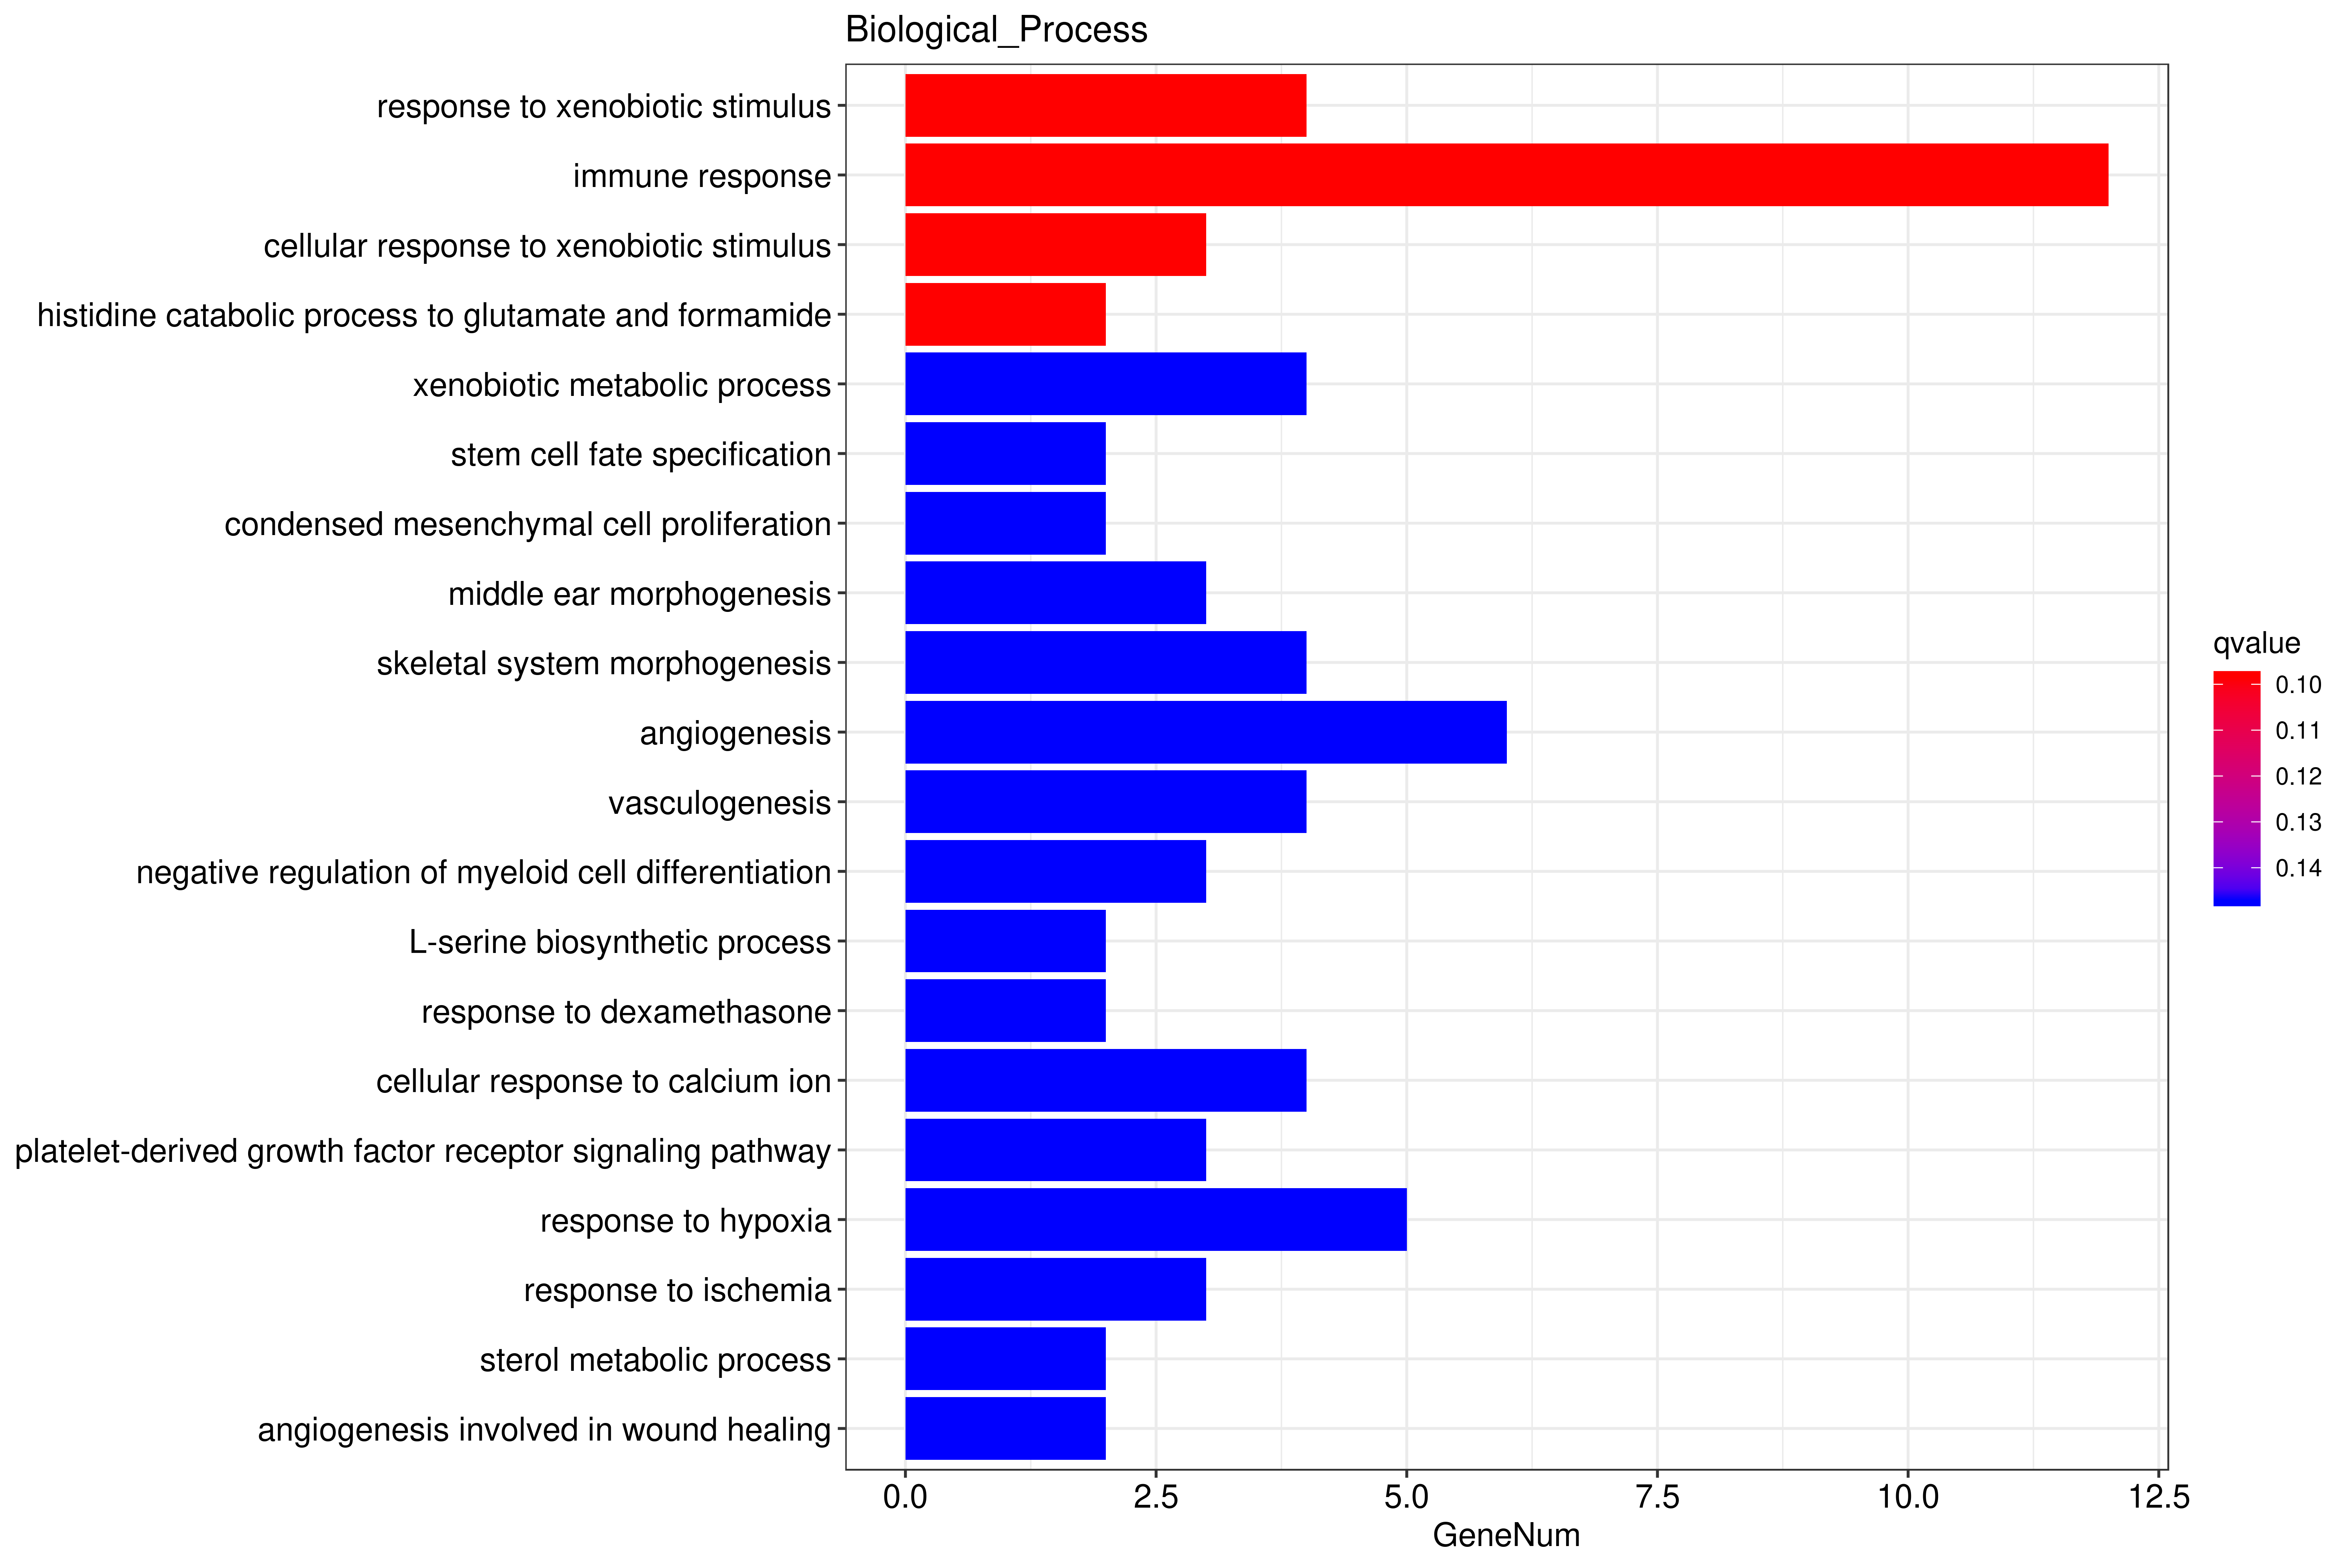 Biological_Process
response to xenobiotic stimulus
immune response
cellular response to xenobiotic stimulus
histidine catabolic process to glutamate and formamide
xenobiotic metabolic process
stem cell fate specification
condensed mesenchymal cell proliferation
middle ear morphogenesis
skeletal system morphogenesis
angiogenesis
vasculogenesis
negative regulation of myeloid cell differentiation
L-serine biosynthetic process
response to dexamethasone
cellular response to calcium ion
platelet-derived growth factor receptor signaling pathway
response to hypoxia
response to ischemia
sterol metabolic process
angiogenesis involved in wound healing
0.0 2.5 5.0 7.5 10.0 12.5
GeneNum
qvalue
0.10
0.11
0.12
0.13
0.14